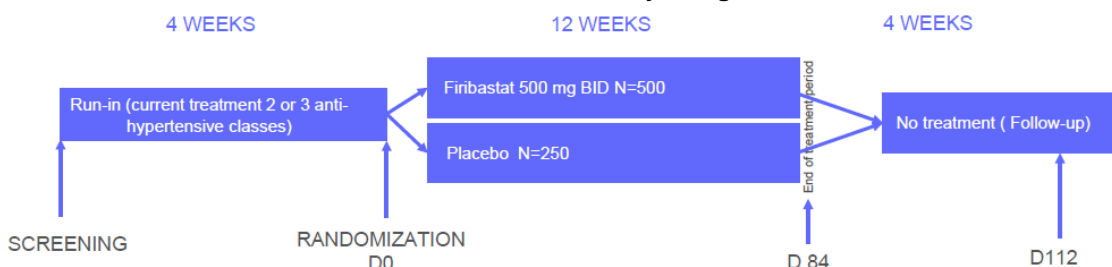 4 WEEKS
12 WEEKS
4 WEEKS
Run-in (current treatment 2 or 3 anti-
hypertensive classes)
Firibastat 500 mg BID N=500
Placebo N=250
End of treatment period
No treatment ( Follow-up)
SCREENING
RANDOMIZATION
D0
D 84
D112